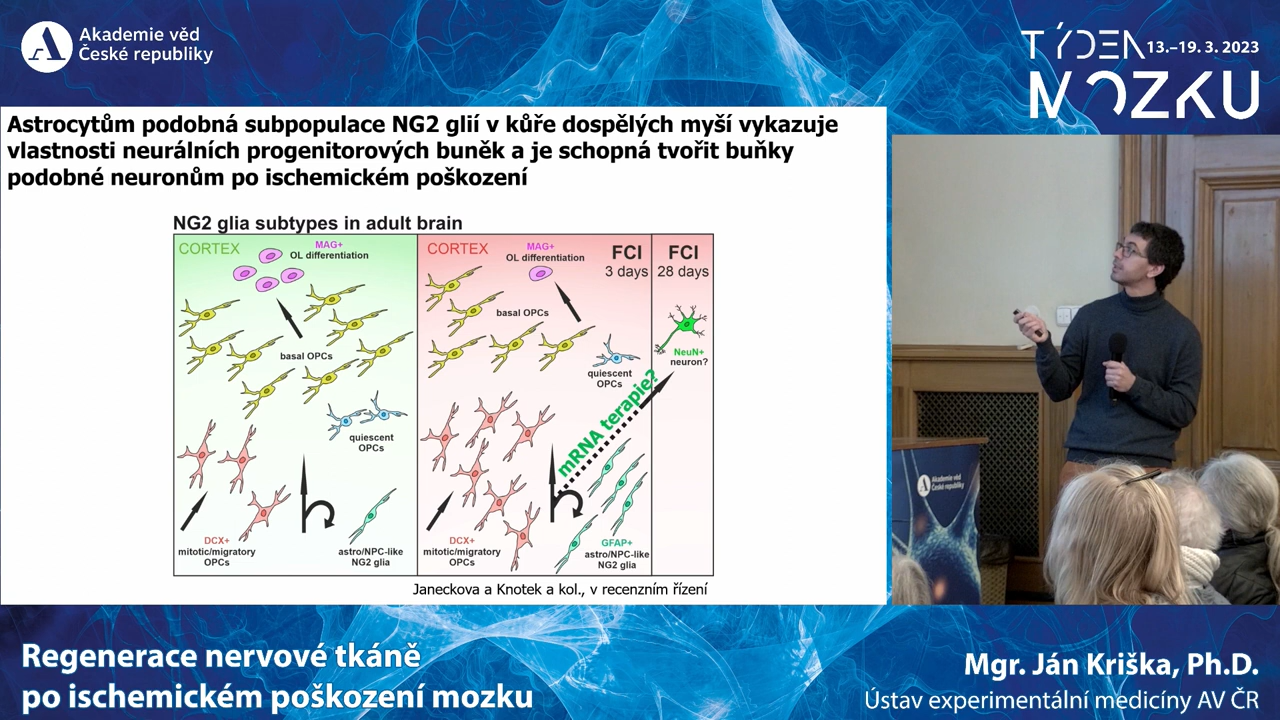 Akademie věd
České republiky
TÝDEN 13.–19. 3. 2023
MOZKU
Astrocytům podobná subpopulace NG2 glií v kůře dospělých myší vykazuje
vlastnosti neurálních progenitorových buněk a je schopná tvořit buňky
podobné neuronům po ischemickém poškození
NG2 glia subtypes in adult brain
CORTEX
MAG+
OL differentiation
basal OPCs
quiescent
OPCs
DCX+
mitotic/migratory
OPCs
astro/NPC-like
NG2 glia
CORTEX
MAG+
OL differentiation
FCI
3 days
FCI
28 days
basal OPCs
quiescent
OPCs
NeuN+
neuron?
mRNA terapie?
DCX+
mitotic/migratory
OPCs
GFAP+
astro/NPC-like
NG2 glia
Janeckova a Knotek a kol., v recenzním řízení
Akademie věd
České republiky
Regenerace nervové tkáně
po ischemickém poškození mozku
Mgr. Ján Kriška, Ph.D.
Ústav experimentální medicíny AV ČR